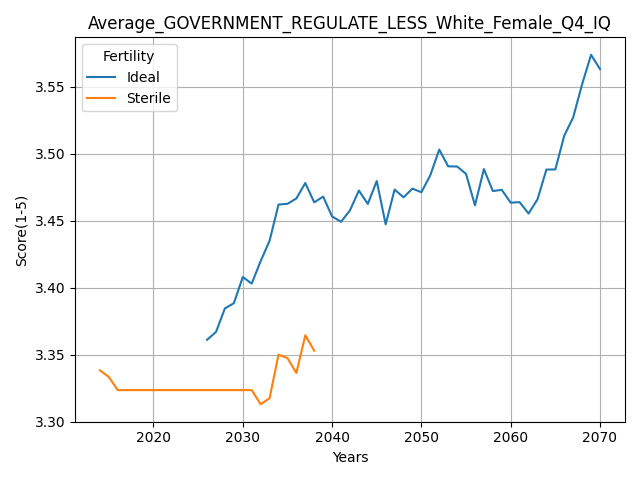 Average_GOVERNMENT_REGULATE_LESS_White_Female_Q4_IQ
Fertility
Ideal
Sterile
Score(1-5)
3.55
3.50
3.45
3.40
3.35
3.30
2020 2030 2040 2050 2060 2070
Years